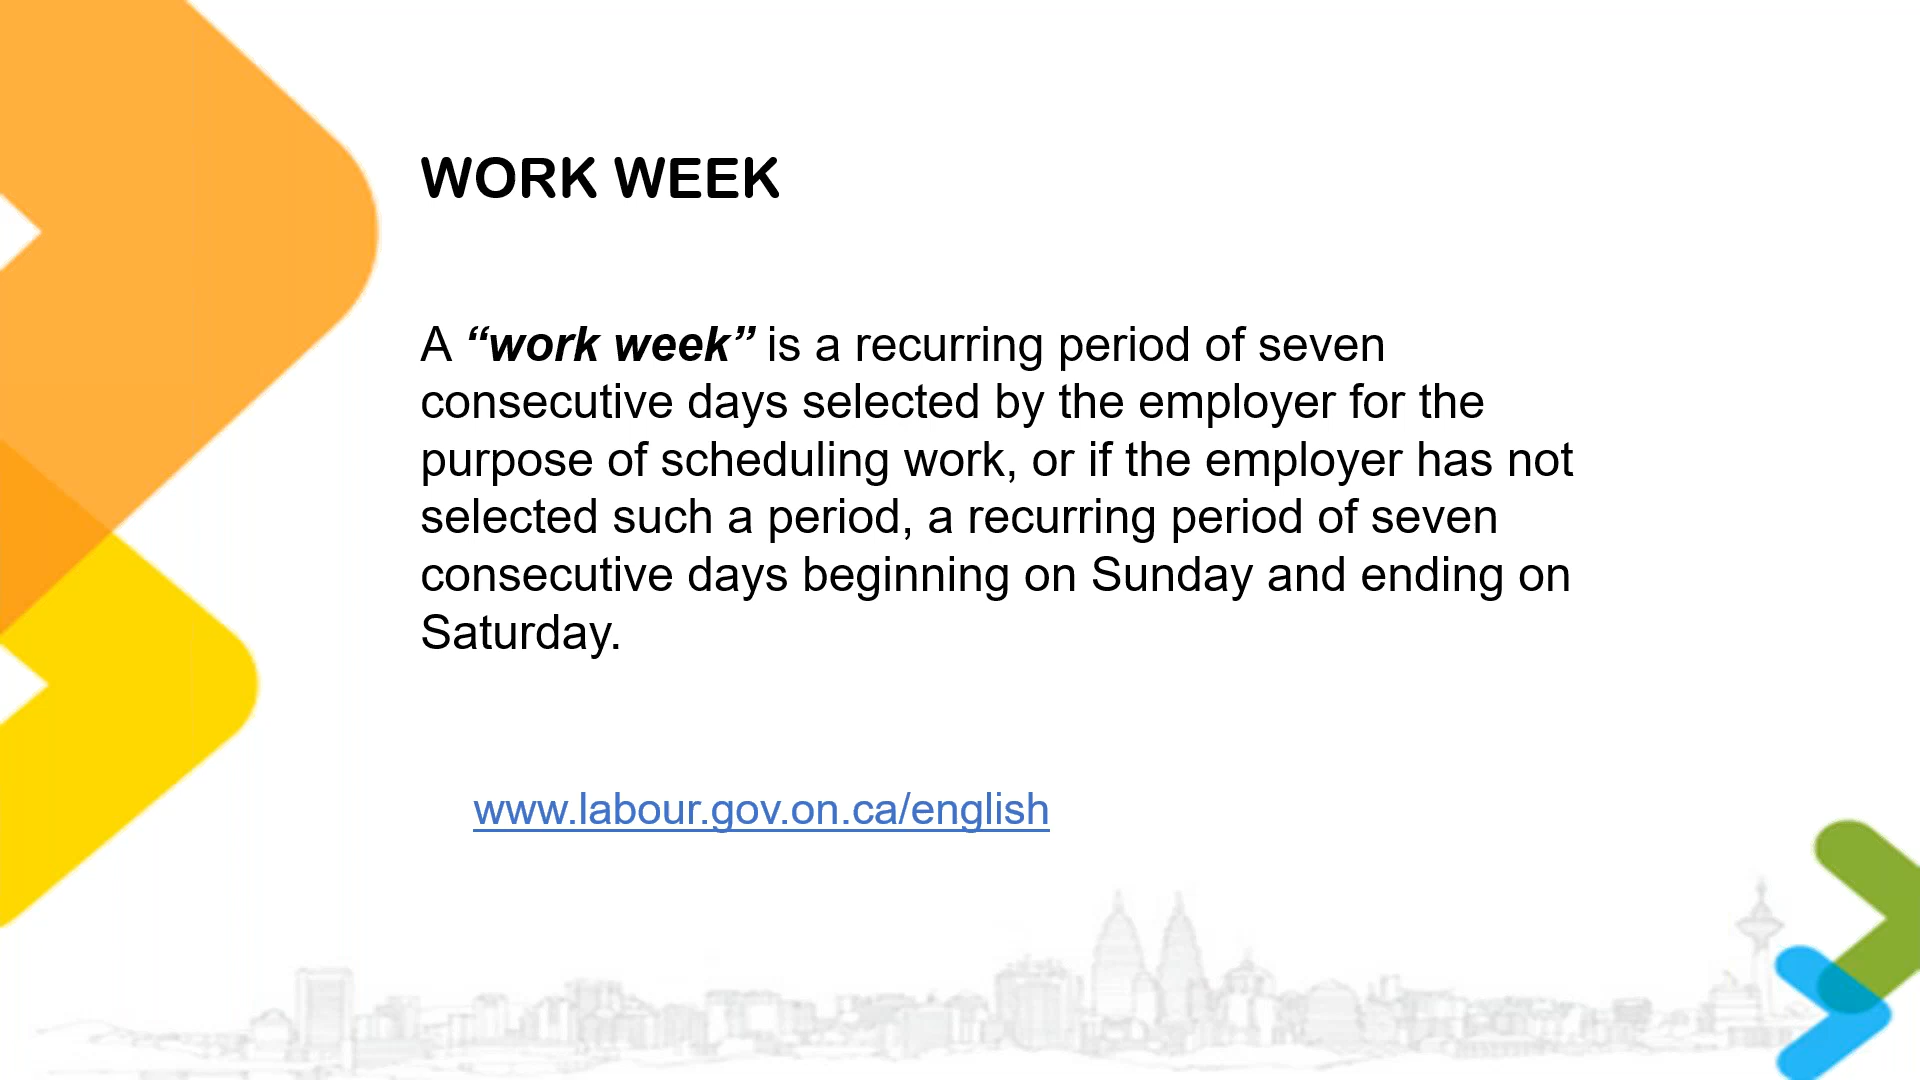 WORK WEEK
A “work week” is a recurring period of seven
consecutive days selected by the employer for the
purpose of scheduling work, or if the employer has not
selected such a period, a recurring period of seven
consecutive days beginning on Sunday and ending on
Saturday.
www.labour.gov.on.ca/english